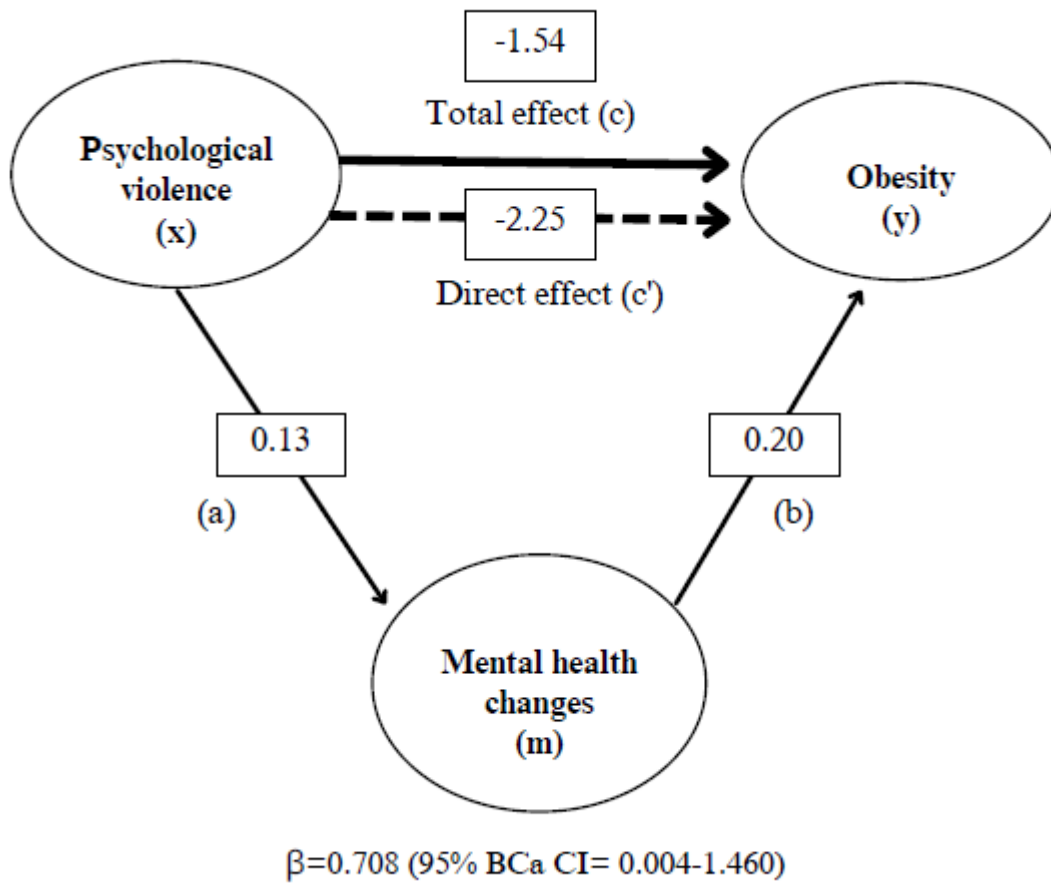 -1.54
Total effect (c)
Psychological
violence
(x)
Obesity
(y)
-2.25
Direct effect (c')
0.13
0.20
(a)
(b)
Mental health
changes
(m)
β=0.708 (95% BCa CI= 0.004-1.460)